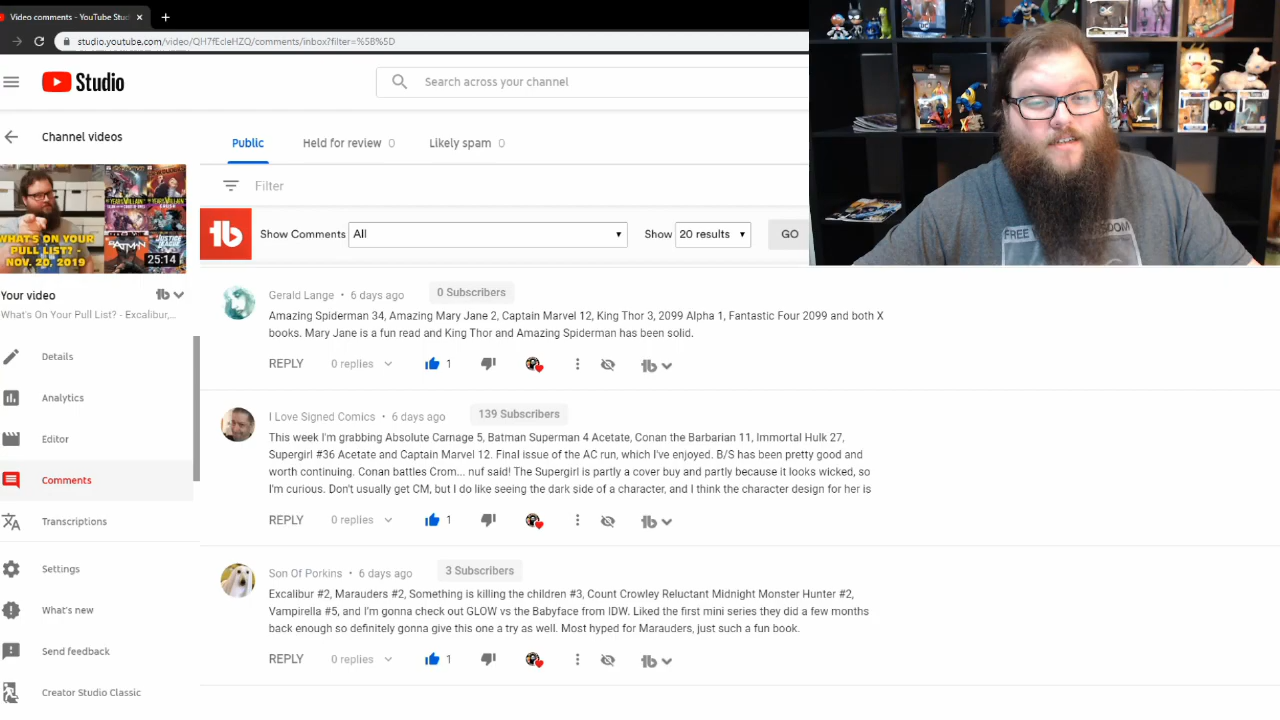 Video comments - YouTube Stud
studio.youtube.com/video/QH7fEcleHZQ/comments/inbox?filter=%5B%5D
Studio
Search across your channel
Channel videos
Public
Held for review 0
Likely spam 0
Filter
tb
Show Comments
All
Show
20 results
GO
FREE
WHAT'S ON YOUR
PULL LIST? -
NOV. 20, 2019
BATMAN
25:14
Your video
What's On Your Pull List? - Excalibur,...
Details
Analytics
Editor
Comments
Transcriptions
Settings
What's new
Send feedback
Creator Studio Classic
Gerald Lange • 6 days ago
0 Subscribers
Amazing Spiderman 34, Amazing Mary Jane 2, Captain Marvel 12, King Thor 3, 2099 Alpha 1, Fantastic Four 2099 and both X
books. Mary Jane is a fun read and King Thor and Amazing Spiderman has been solid.
REPLY
0 replies
1
tb
I Love Signed Comics • 6 days ago
139 Subscribers
This week I'm grabbing Absolute Carnage 5, Batman Superman 4 Acetate, Conan the Barbarian 11, Immortal Hulk 27,
Supergirl #36 Acetate and Captain Marvel 12. Final issue of the AC run, which I've enjoyed. B/S has been pretty good and
worth continuing. Conan battles Crom... nuf said! The Supergirl is partly a cover buy and partly because it looks wicked, so
I'm curious. Don't usually get CM, but I do like seeing the dark side of a character, and I think the character design for her is
REPLY
0 replies
1
tb
Son Of Porkins • 6 days ago
3 Subscribers
Excalibur #2, Marauders #2, Something is killing the children #3, Count Crowley Reluctant Midnight Monster Hunter #2,
Vampirella #5, and I'm gonna check out GLOW vs the Babyface from IDW. Liked the first mini series they did a few months
back enough so definitely gonna give this one a try as well. Most hyped for Marauders, just such a fun book.
REPLY
0 replies
1
tb